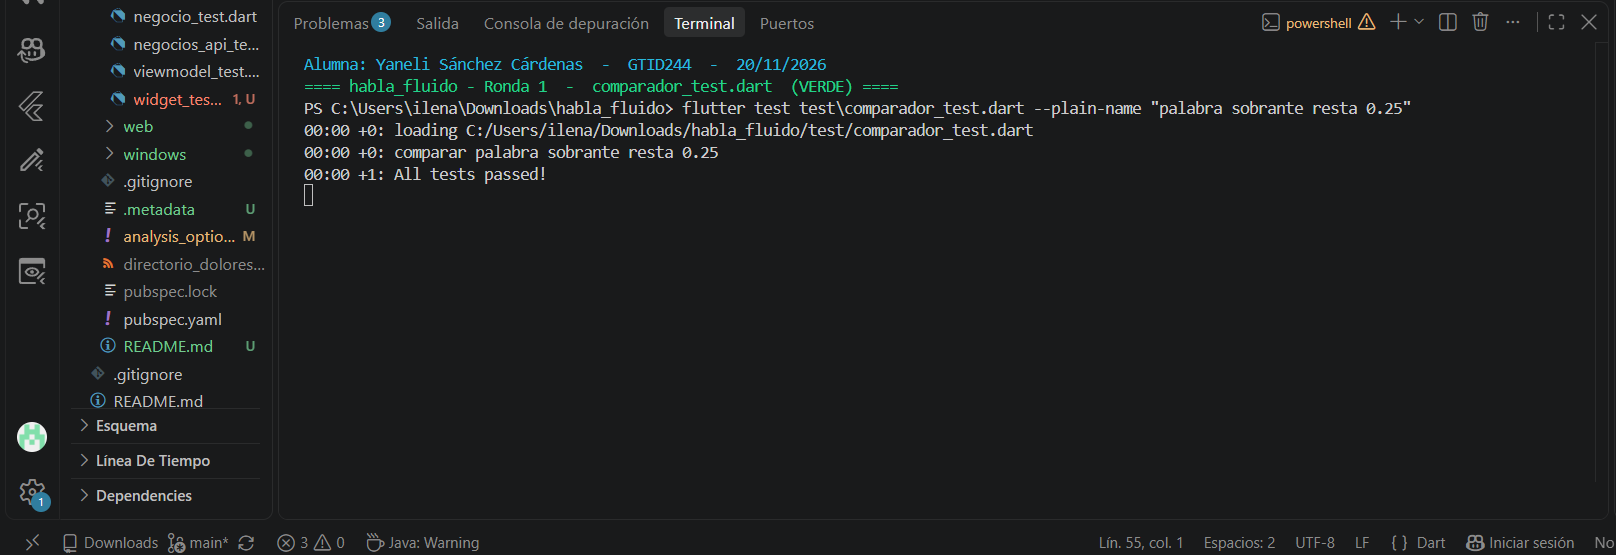 negocio_test.dart
negocios_api_te...
viewmodel_test....
widget_tes... 1, U
web
windows
.gitignore
.metadata U
analysis_optio... M
directorio_dolores...
pubspec.lock
pubspec.yaml
README.md U
.gitignore
README.md
Esquema
Línea De Tiempo
Dependencies
1
Problemas 3 Salida Consola de depuración Terminal Puertos
powershell
Alumna: Yaneli Sánchez Cárdenas - GTID244 - 20/11/2026
==== habla_fluido - Ronda 1 - comparador_test.dart (VERDE) ====
PS C:\Users\ilena\Downloads\habla_fluido> flutter test test\comparador_test.dart --plain-name "palabra sobrante resta 0.25"
00:00 +0: loading C:/Users/ilena/Downloads/habla_fluido/test/comparador_test.dart
00:00 +0: comparar palabra sobrante resta 0.25
00:00 +1: All tests passed!
Downloads main* 3 0 Java: Warning Lín. 55, col. 1 Espacios: 2 UTF-8 LF { } Dart Iniciar sesión No